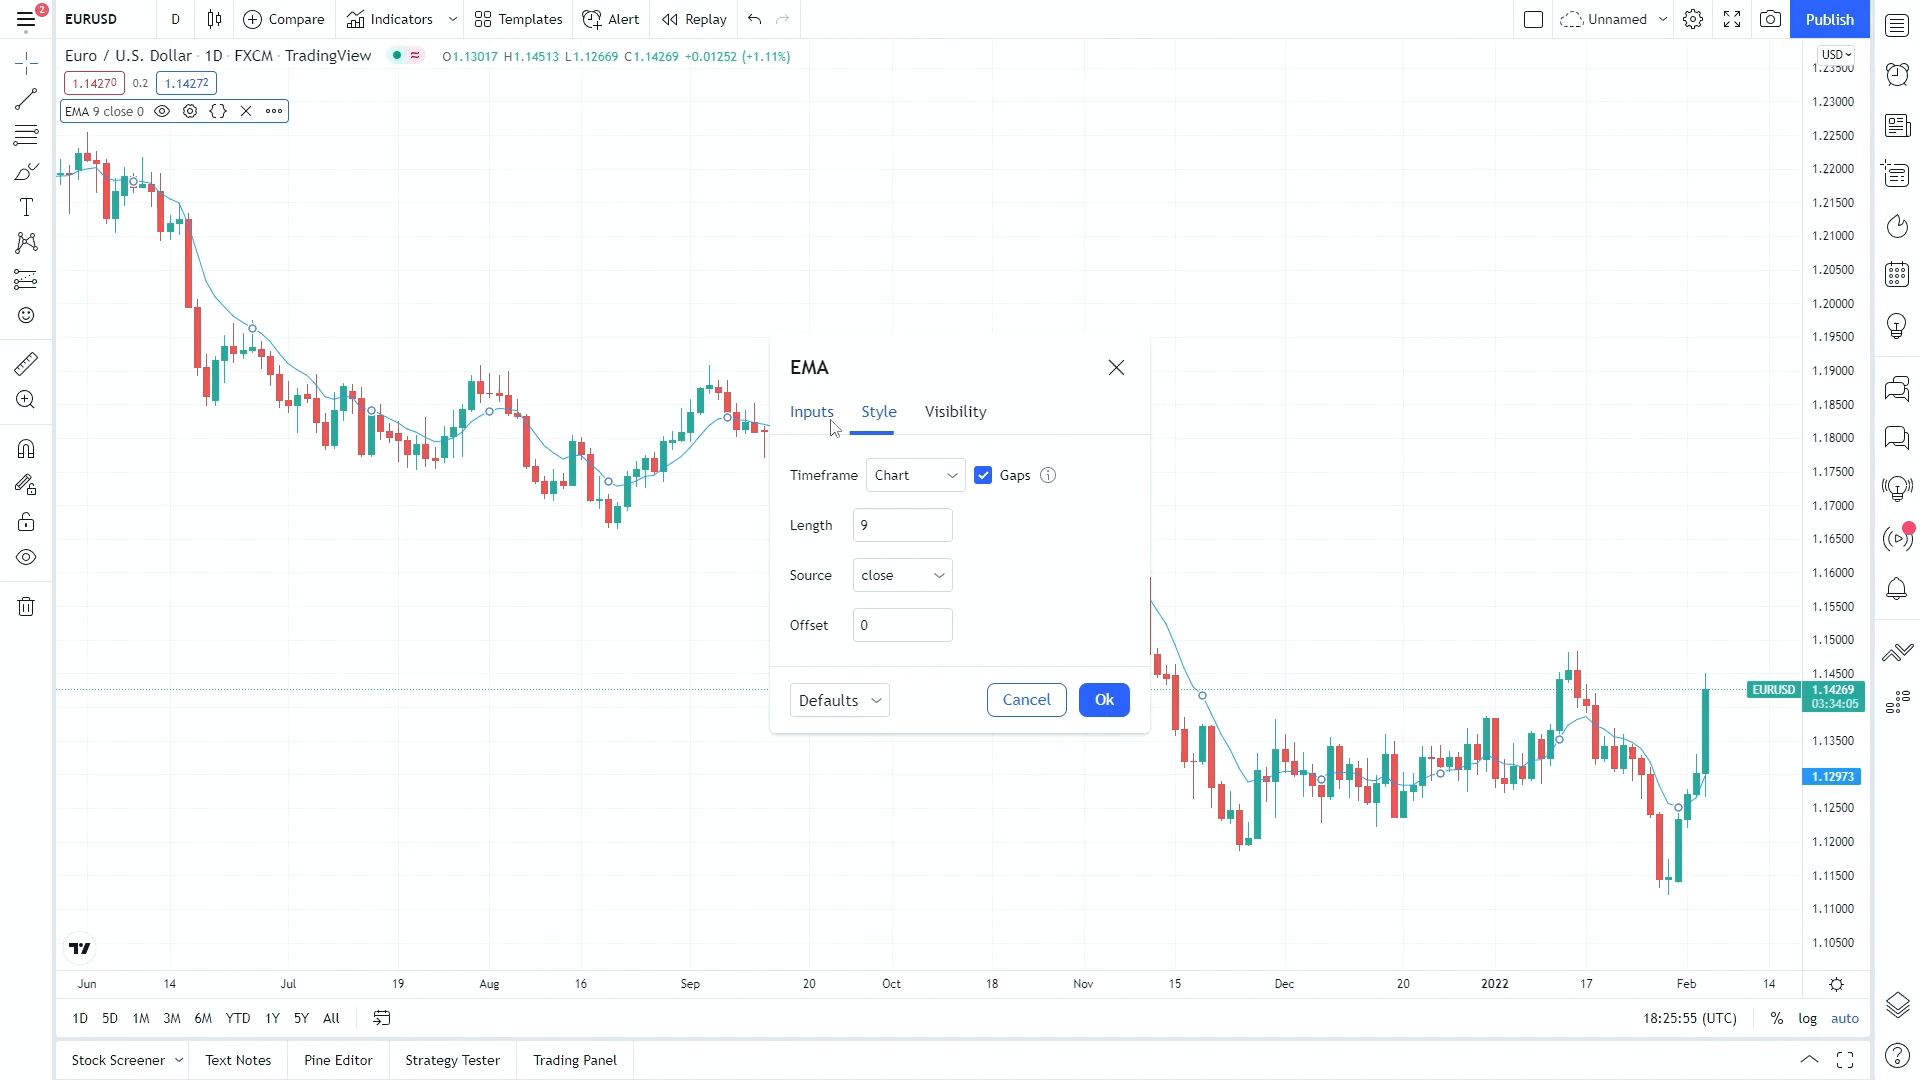 2
EURUSD D Compare Indicators Templates Alert Replay Unnamed Publish
Euro / U.S. Dollar · 1D · FXCM · TradingView O1.13017 H1.14513 L1.12669 C1.14269 +0.01252 (+1.11%)
1.14270 0.2 1.14272
EMA 9 close 0
USD
1.23500
1.23000
1.22500
1.22000
1.21500
1.21000
1.20500
1.20000
1.19500
1.19000
1.18500
1.18000
1.17500
1.17000
1.16500
1.16000
1.15500
1.15000
1.14500
EURUSD 1.14269
03:34:05
1.13500
1.12973
1.12500
1.12000
1.11500
1.11000
1.10500
EMA
Inputs Style Visibility
Timeframe Chart Gaps
Length 9
Source close
Offset 0
Defaults Cancel Ok
Jun 14 Jul 19 Aug 16 Sep 20 Oct 18 Nov 15 Dec 20 2022 17 Feb 14
1D 5D 1M 3M 6M YTD 1Y 5Y All 18:25:55 (UTC) % log auto
Stock Screener Text Notes Pine Editor Strategy Tester Trading Panel